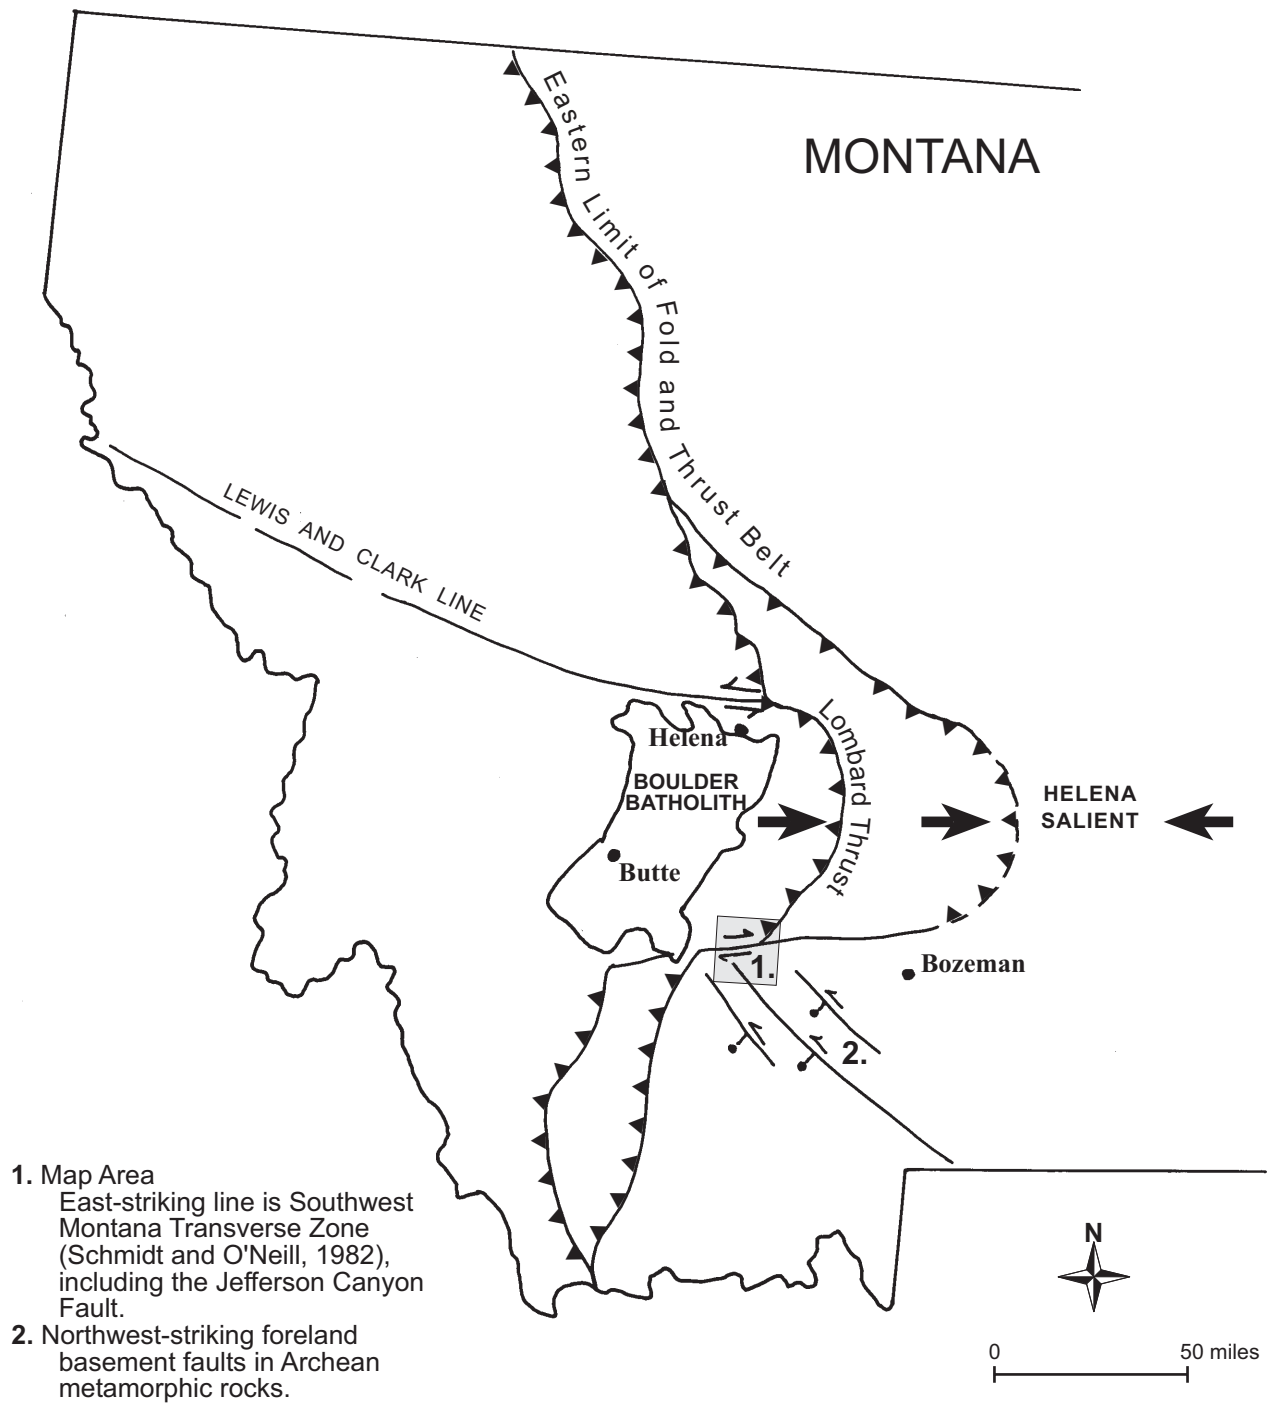 MONTANA
Eastern Limit of Fold and Thrust Belt
LEWIS AND CLARK LINE
Lombard Thrust
Helena
BOULDER
BATHOLITH
HELENA
SALIENT
Butte
1.
Bozeman
2.
1. Map Area
East-striking line is Southwest
Montana Transverse Zone
(Schmidt and O'Neill, 1982),
including the Jefferson Canyon
Fault.
2. Northwest-striking foreland
basement faults in Archean
metamorphic rocks.
N
0 50 miles